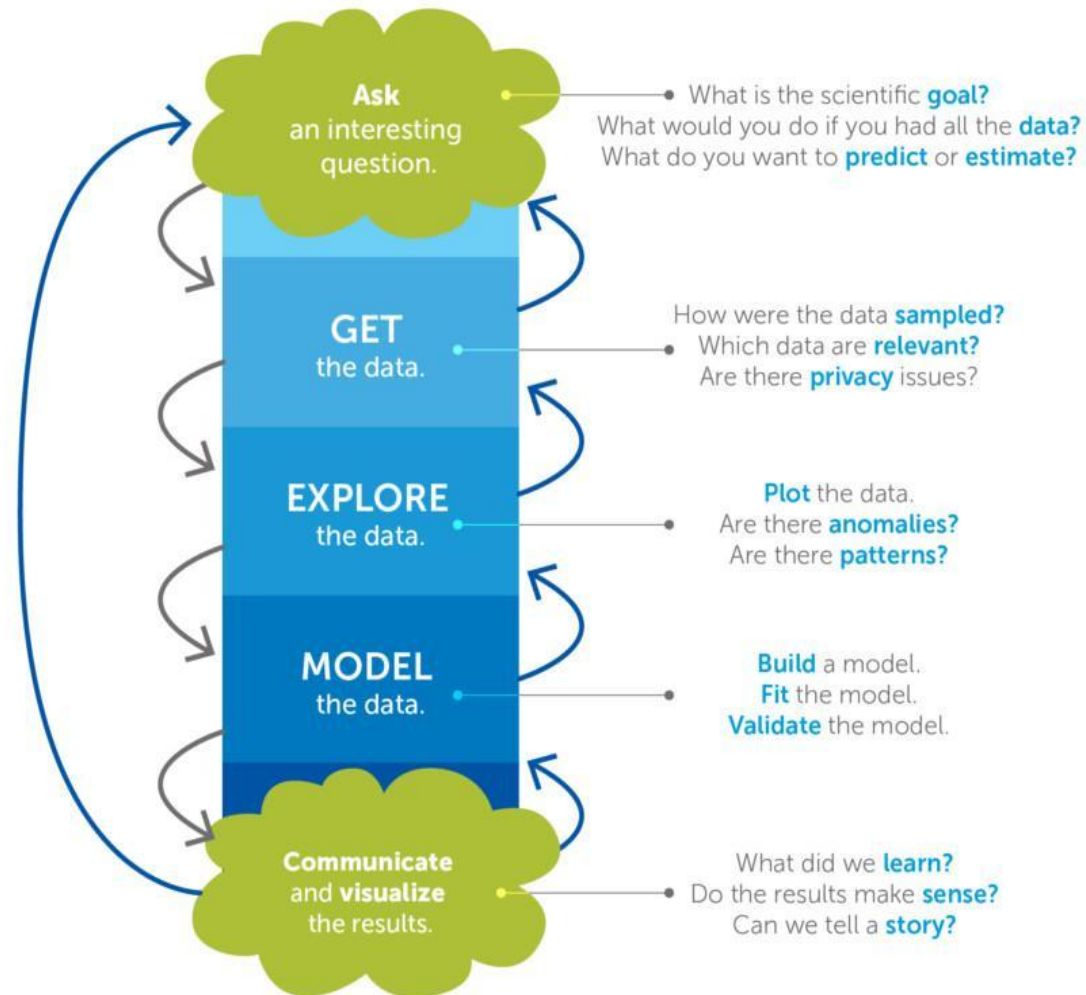 Ask
an interesting
question.
What is the scientific goal?
What would you do if you had all the data?
What do you want to predict or estimate?
GET
the data.
How were the data sampled?
Which data are relevant?
Are there privacy issues?
EXPLORE
the data.
Plot the data.
Are there anomalies?
Are there patterns?
MODEL
the data.
Build a model.
Fit the model.
Validate the model.
Communicate
and visualize
the results.
What did we learn?
Do the results make sense?
Can we tell a story?